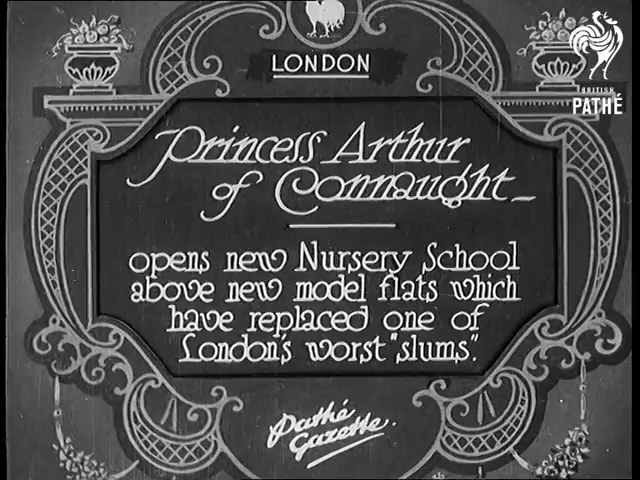 LONDON
BRITISH
PATHÉ
Princess Arthur
of Connaught_
opens new Nursery School
above new model flats which
have replaced one of
London's worst "slums".
Pathé
Gazette.